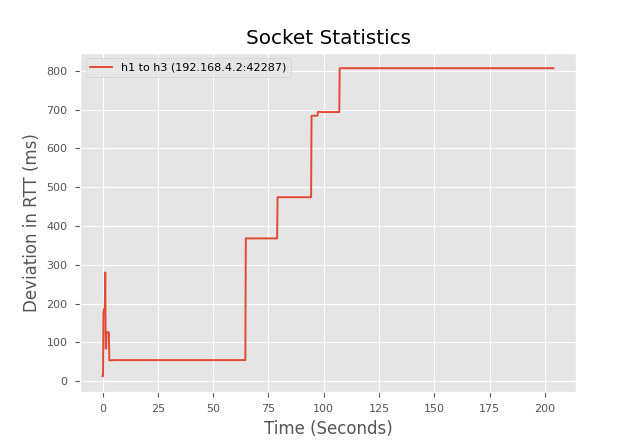 Socket Statistics
h1 to h3 (192.168.4.2:42287)
Deviation in RTT (ms)
800
700
600
500
400
300
200
100
0
0 25 50 75 100 125 150 175 200
Time (Seconds)